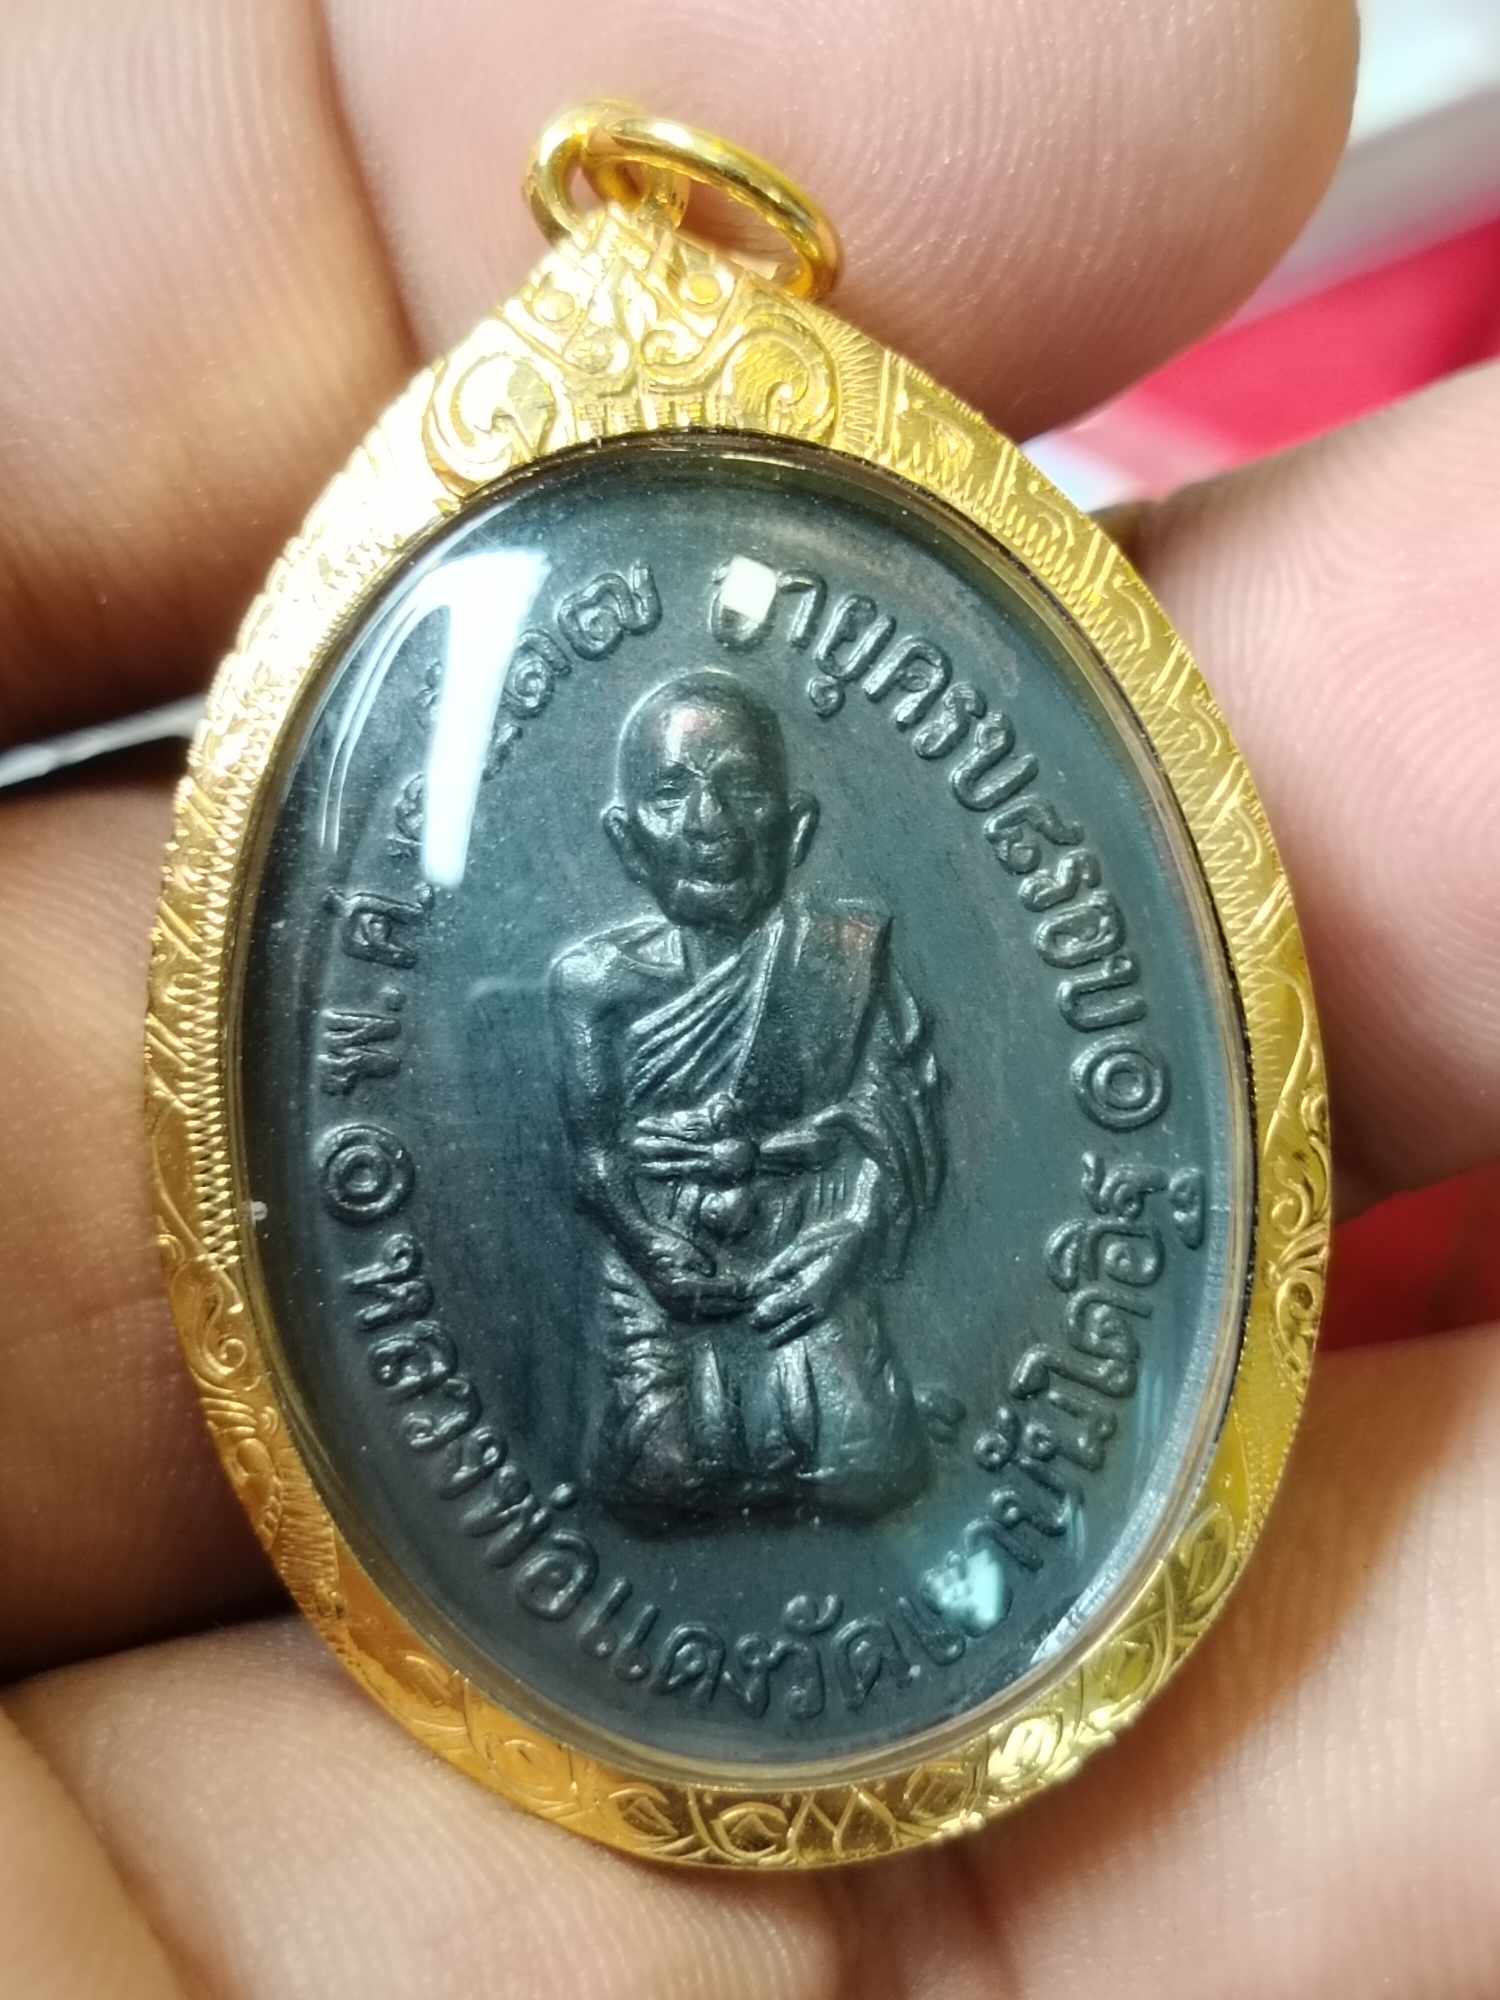 พ.ศ. ๒๕๑๗ อายุครบ๘รอบ
หลวงพ่อแดงวัดเขาบันไดอิฐ